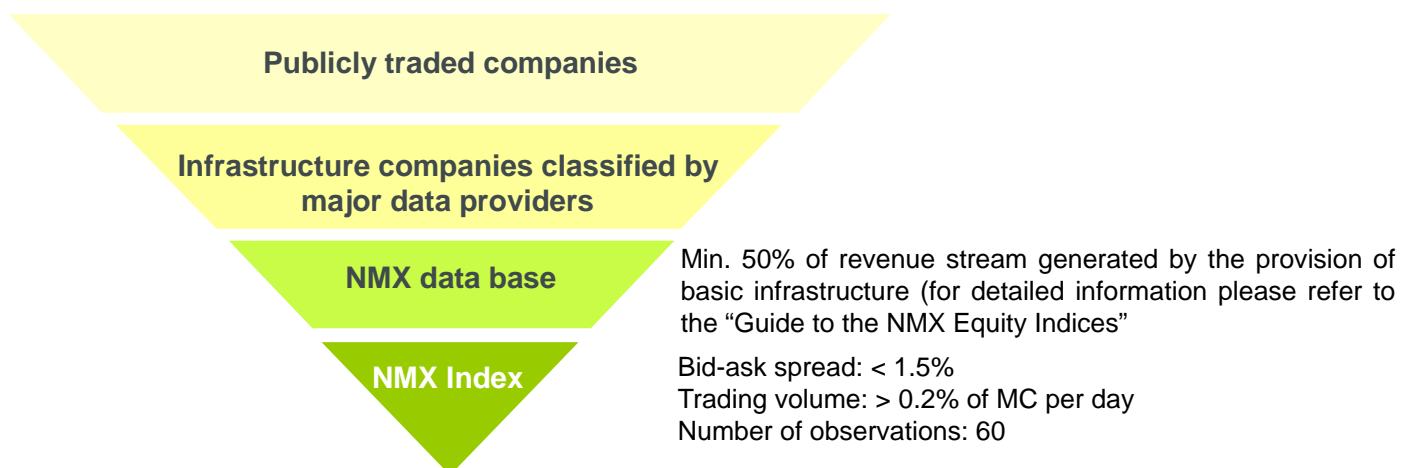 Publicly traded companies
Infrastructure companies classified by
major data providers
NMX data base
Min. 50% of revenue stream generated by the provision of
basic infrastructure (for detailed information please refer to
the “Guide to the NMX Equity Indices”
NMX Index
Bid-ask spread: < 1.5%
Trading volume: > 0.2% of MC per day
Number of observations: 60